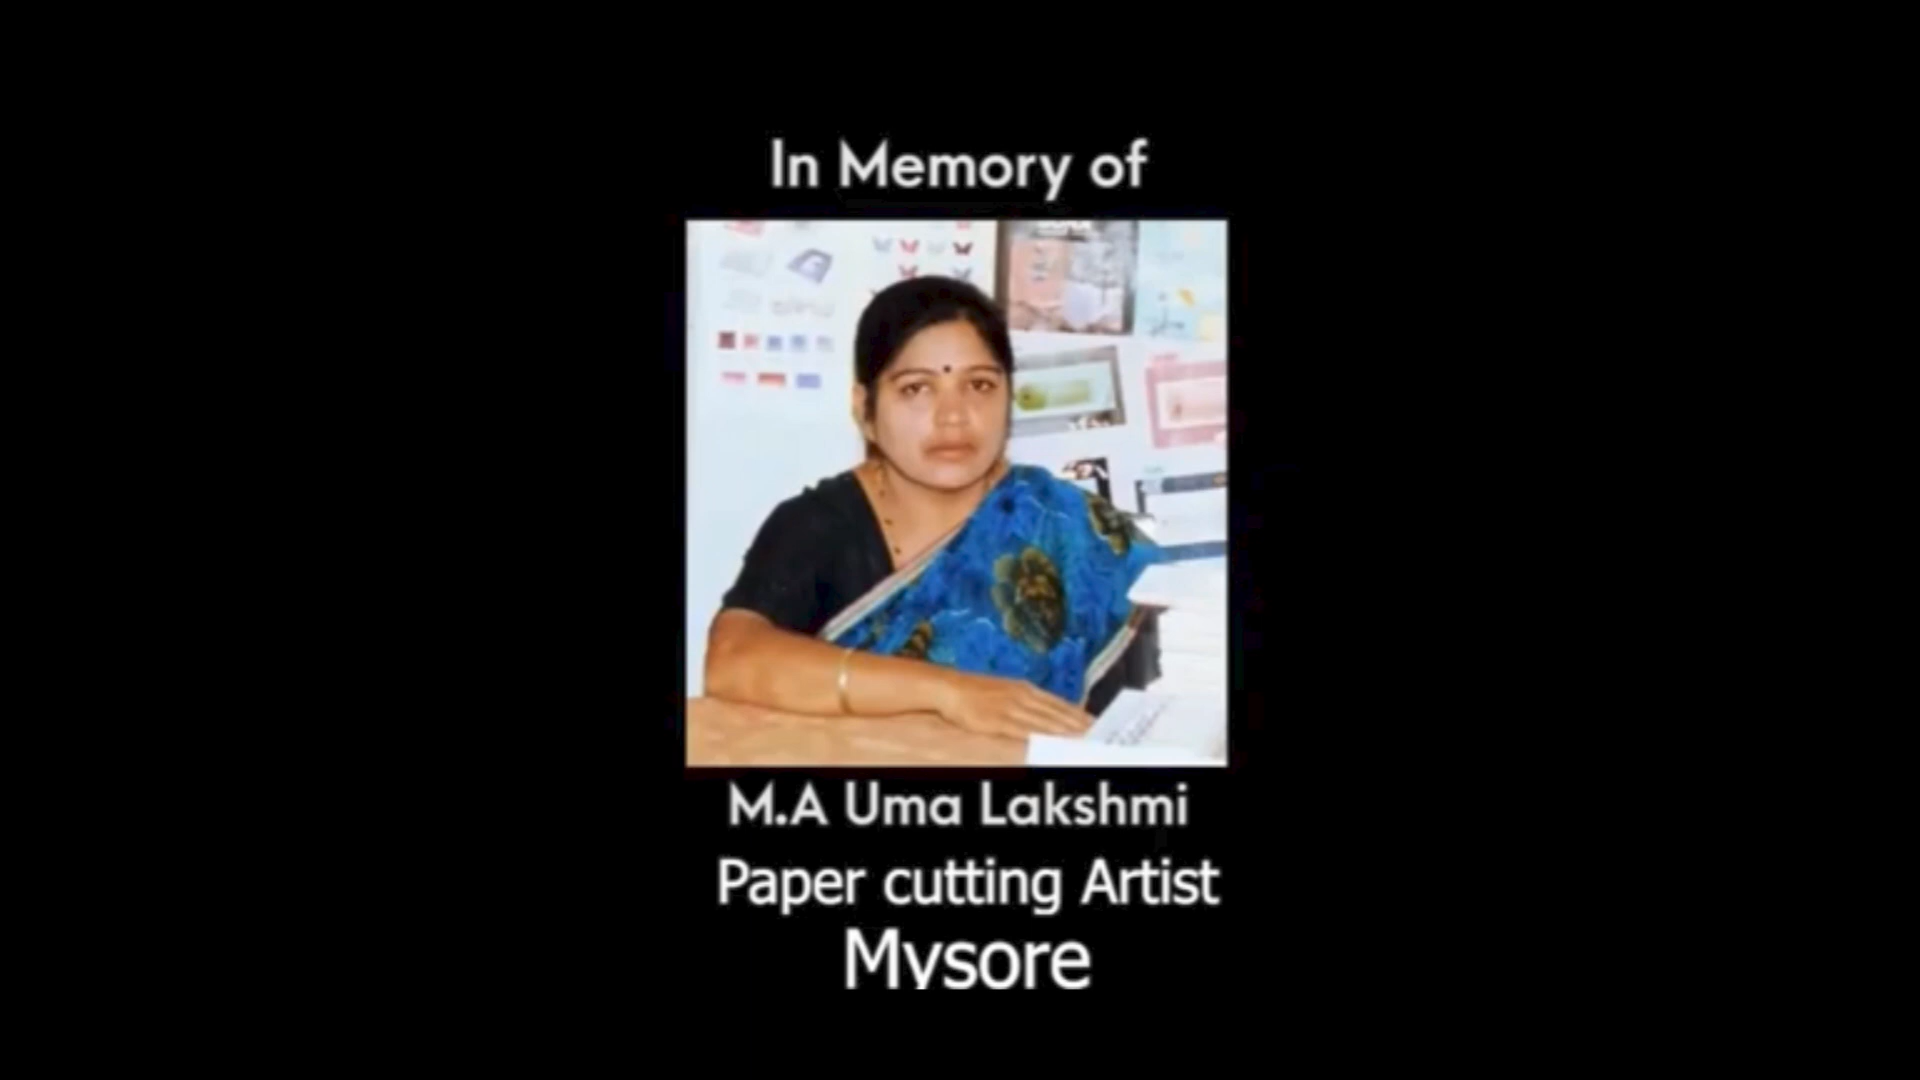 In Memory of
M.A Uma Lakshmi
Paper cutting Artist
Mysore